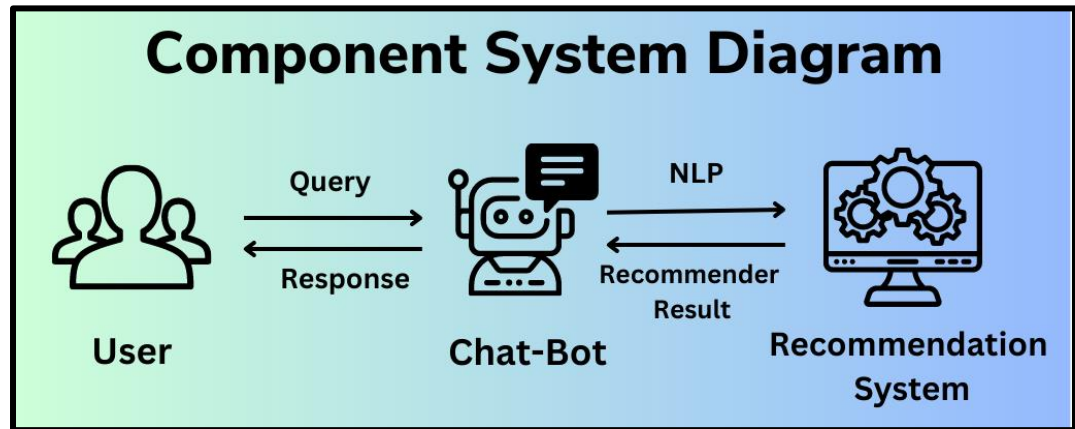 Component System Diagram
Query
NLP
Response
Recommender
Result
User
Chat-Bot
Recommendation
System